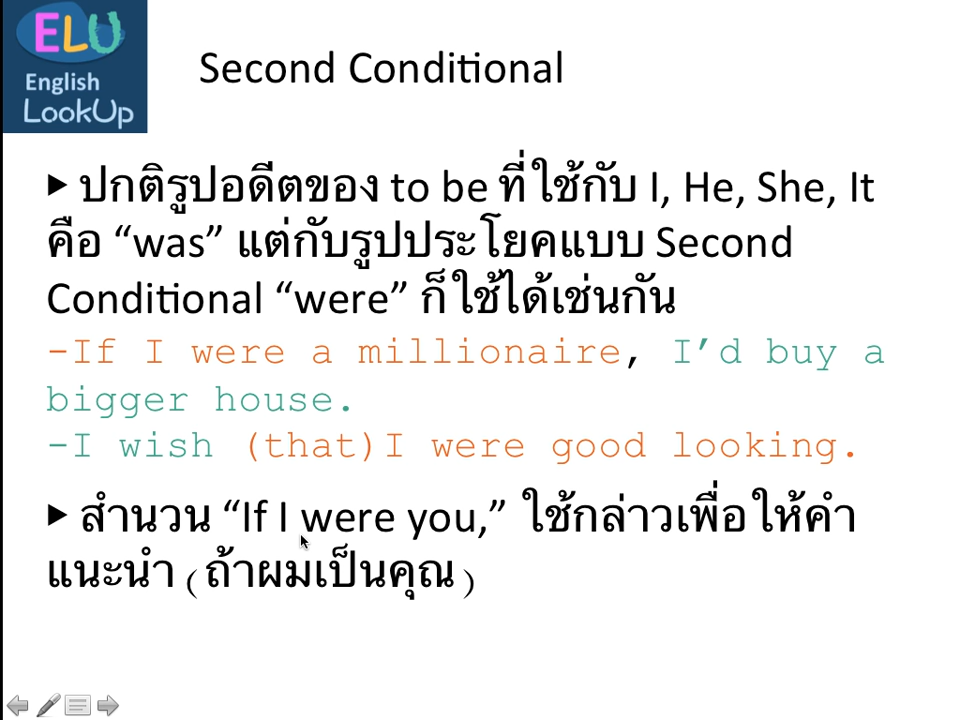 ELU
English
LookUp
Second Conditional
▸ ปกติรูปอดีตของ to be ที่ใช้กับ I, He, She, It
คือ “was” แต่กับรูปประโยคแบบ Second
Conditional “were” ก็ใช้ได้เช่นกัน
-If I were a millionaire, I’d buy a
bigger house.
-I wish (that)I were good looking.
▸ สำนวน “If I were you,” ใช้กล่าวเพื่อให้คำ
แนะนำ (ถ้าผมเป็นคุณ)